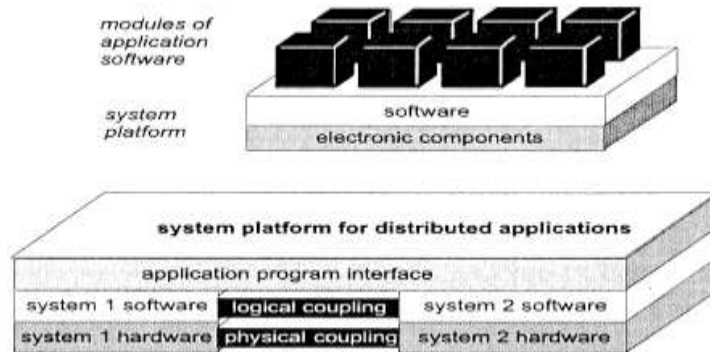 modules of
application
software
system
platform
software
electronic components
system platform for distributed applications
application program interface
system 1 software
logical coupling
system 2 software
system 1 hardware
physical coupling
system 2 hardware